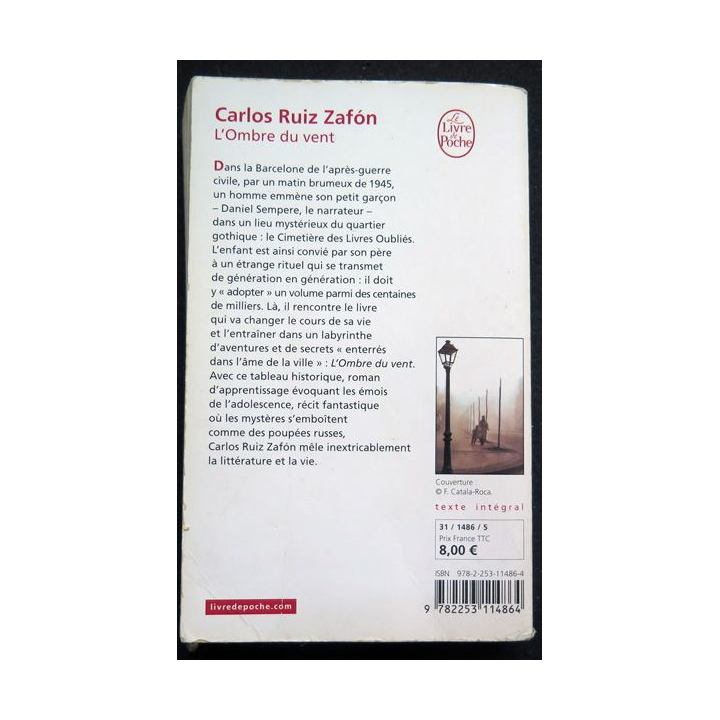 Carlos Ruiz Zafón
L'Ombre du vent
Le
Livre
de
Poche
Dans la Barcelone de l'après-guerre
civile, par un matin brumeux de 1945,
un homme emmène son petit garçon
– Daniel Sempere, le narrateur –
dans un lieu mystérieux du quartier
gothique : le Cimetière des Livres Oubliés.
L'enfant est ainsi convié par son père
à un étrange rituel qui se transmet
de génération en génération : il doit
y « adopter » un volume parmi des centaines
de milliers. Là, il rencontre le livre
qui va changer le cours de sa vie
et l'entraîner dans un labyrinthe
d'aventures et de secrets « enterrés
dans l'âme de la ville » : L'Ombre du vent.
Avec ce tableau historique, roman
d'apprentissage évoquant les émois
de l'adolescence, récit fantastique
où les mystères s'emboîtent
comme des poupées russes,
Carlos Ruiz Zafón mêle inextricablement
la littérature et la vie.
Couverture :
© F. Catala-Roca.
texte intégral
31 / 1486 / 5
Prix France TTC
8,00 €
ISBN 978-2-253-11486-4
9 782253 114864
livredepoche.com